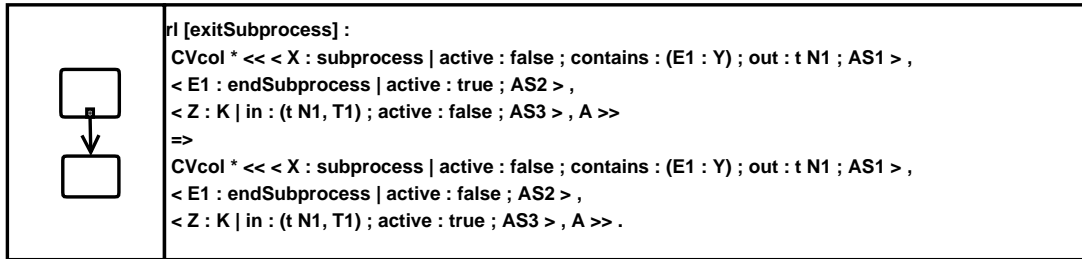 rl [exitSubprocess] :
CVcol * << < X : subprocess | active : false ; contains : (E1 : Y) ; out : t N1 ; AS1 > ,
< E1 : endSubprocess | active : true ; AS2 > ,
< Z : K | in : (t N1, T1) ; active : false ; AS3 > , A >>
=>
CVcol * << < X : subprocess | active : false ; contains : (E1 : Y) ; out : t N1 ; AS1 > ,
< E1 : endSubprocess | active : false ; AS2 > ,
< Z : K | in : (t N1, T1) ; active : true ; AS3 > , A >> .